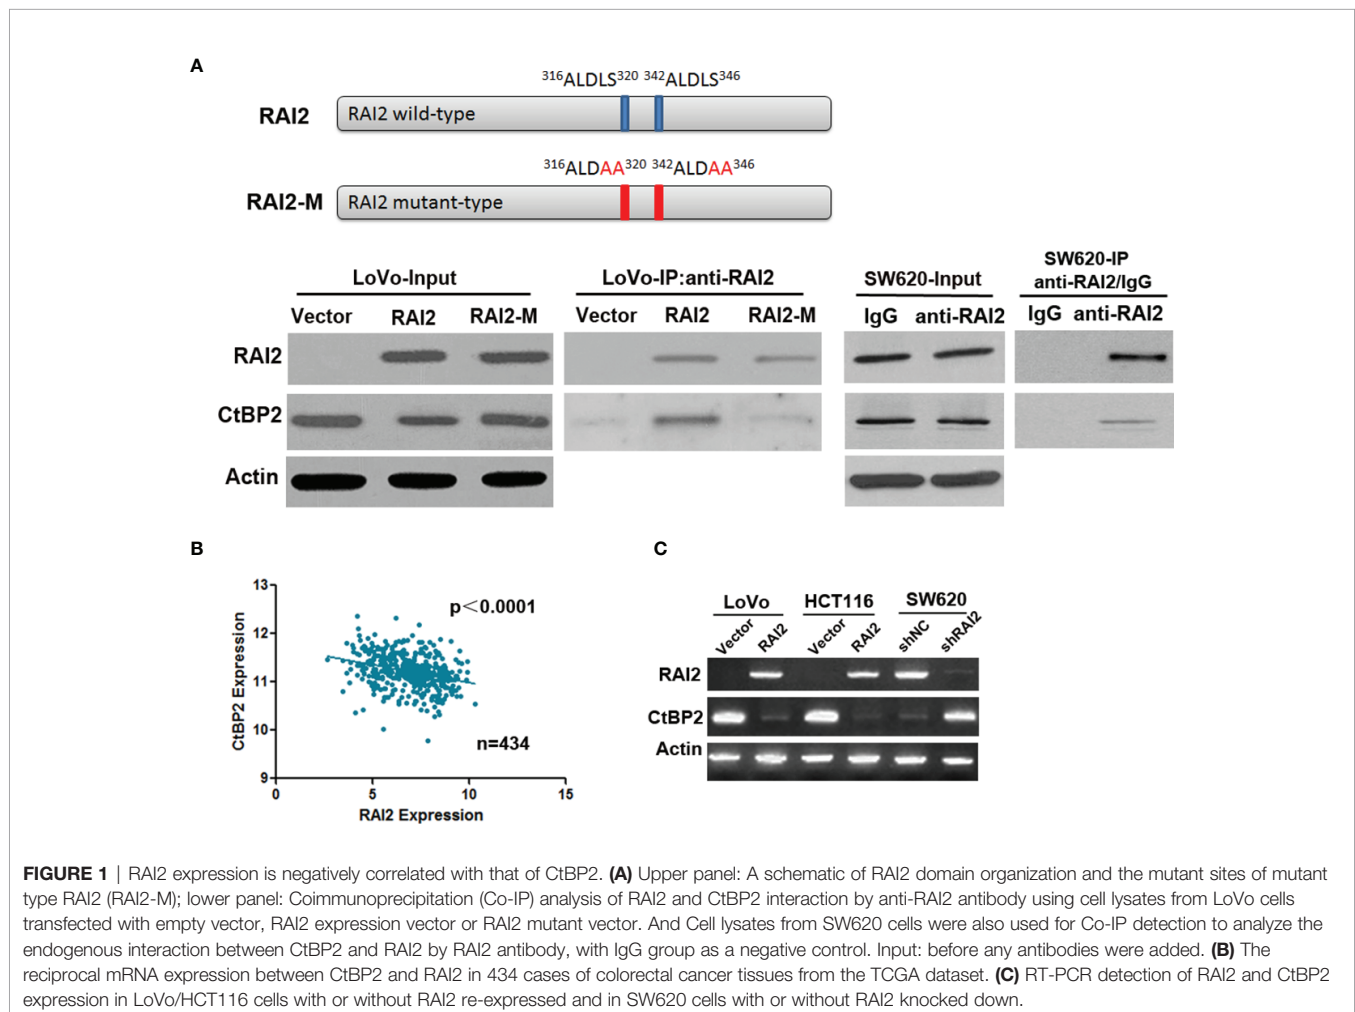 A
³¹⁶ALDLS³²⁰ ³⁴²ALDLS³⁴⁶
RAI2
RAI2 wild-type
³¹⁶ALDAA³²⁰ ³⁴²ALDAA³⁴⁶
RAI2-M
RAI2 mutant-type
LoVo-Input
Vector RAI2 RAI2-M
LoVo-IP:anti-RAI2
Vector RAI2 RAI2-M
SW620-Input
IgG anti-RAI2
SW620-IP
anti-RAI2/IgG
IgG anti-RAI2
RAI2
CtBP2
Actin
B
13
12
11
10
9
CtBP2 Expression
p<0.0001
n=434
0 5 10 15
RAI2 Expression
C
LoVo HCT116 SW620
Vector RAI2 Vector RAI2 shNC shRAI2
RAI2
CtBP2
Actin
FIGURE 1 | RAI2 expression is negatively correlated with that of CtBP2. (A) Upper panel: A schematic of RAI2 domain organization and the mutant sites of mutant
type RAI2 (RAI2-M); lower panel: Coimmunoprecipitation (Co-IP) analysis of RAI2 and CtBP2 interaction by anti-RAI2 antibody using cell lysates from LoVo cells
transfected with empty vector, RAI2 expression vector or RAI2 mutant vector. And Cell lysates from SW620 cells were also used for Co-IP detection to analyze the
endogenous interaction between CtBP2 and RAI2 by RAI2 antibody, with IgG group as a negative control. Input: before any antibodies were added. (B) The
reciprocal mRNA expression between CtBP2 and RAI2 in 434 cases of colorectal cancer tissues from the TCGA dataset. (C) RT-PCR detection of RAI2 and CtBP2
expression in LoVo/HCT116 cells with or without RAI2 re-expressed and in SW620 cells with or without RAI2 knocked down.